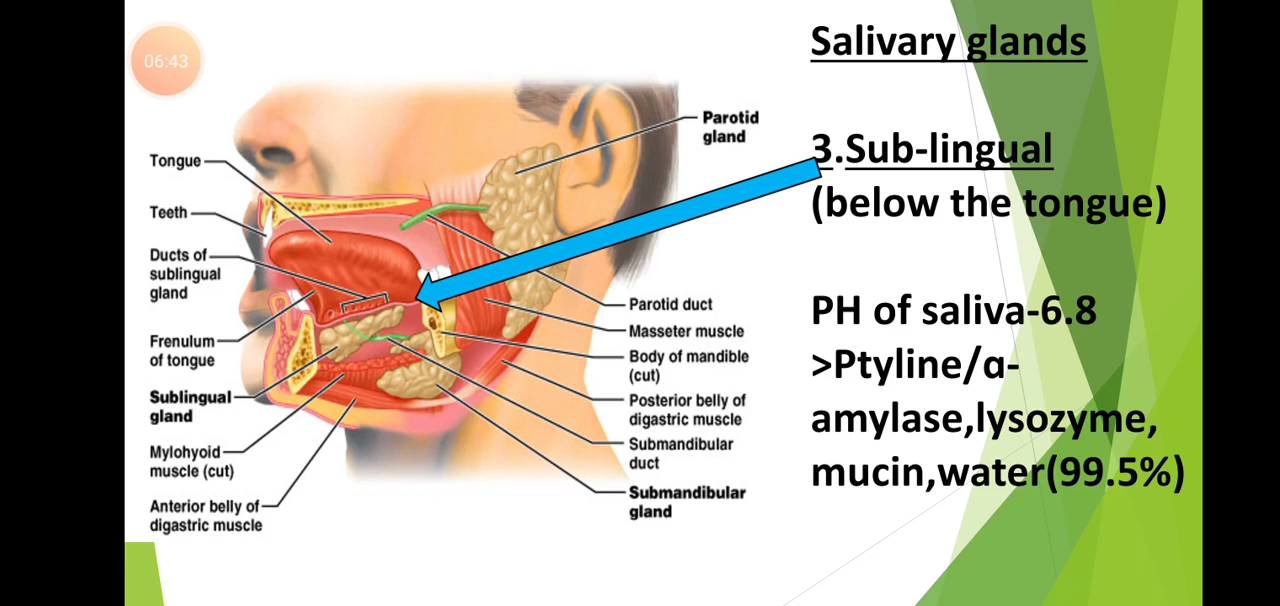 06:43
Salivary glands
3.Sub-lingual
(below the tongue)
PH of saliva-6.8
>Ptyline/α-
amylase,lysozyme,
mucin,water(99.5%)
Tongue
Teeth
Ducts of
sublingual
gland
Frenulum
of tongue
Sublingual
gland
Mylohyoid
muscle (cut)
Anterior belly of
digastric muscle
Parotid
gland
Parotid duct
Masseter muscle
Body of mandible
(cut)
Posterior belly of
digastric muscle
Submandibular
duct
Submandibular
gland